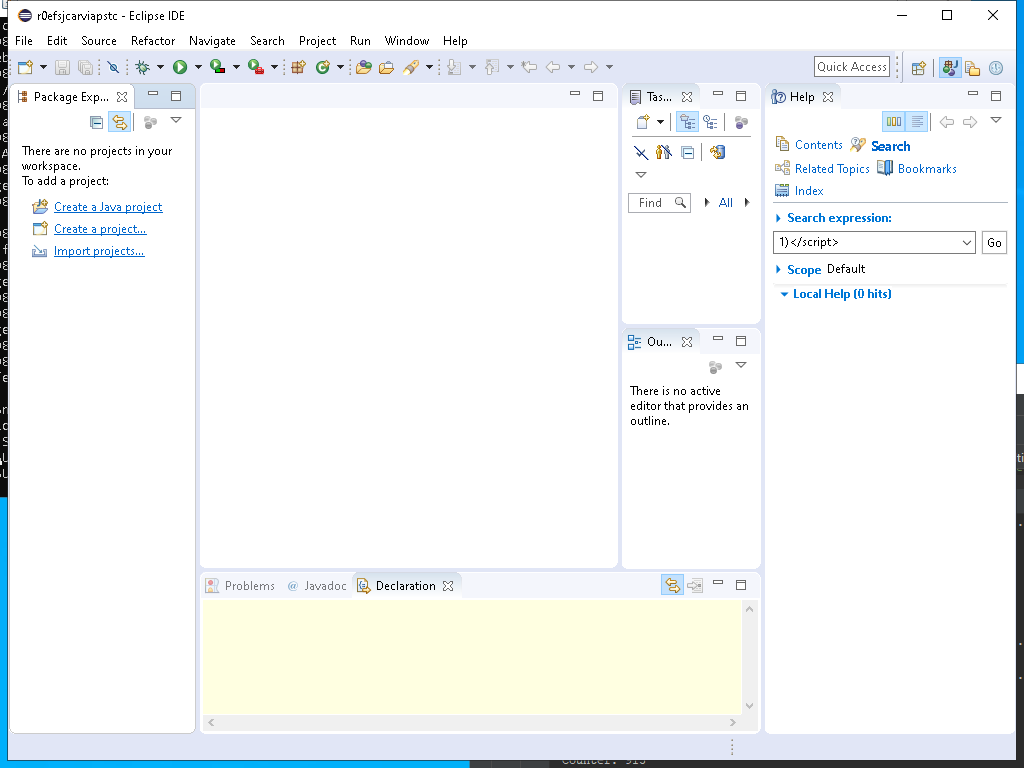 r0efsjcarviapstc - Eclipse IDE
File Edit Source Refactor Navigate Search Project Run Window Help
Quick Access
Package Exp...
There are no projects in your
workspace.
To add a project:
Create a Java project
Create a project...
Import projects...
Tas...
Find
All
Ou...
There is no active
editor that provides an
outline.
Help
Contents Search
Related Topics Bookmarks
Index
Search expression:
1)</script> Go
Scope Default
Local Help (0 hits)
Problems @ Javadoc Declaration